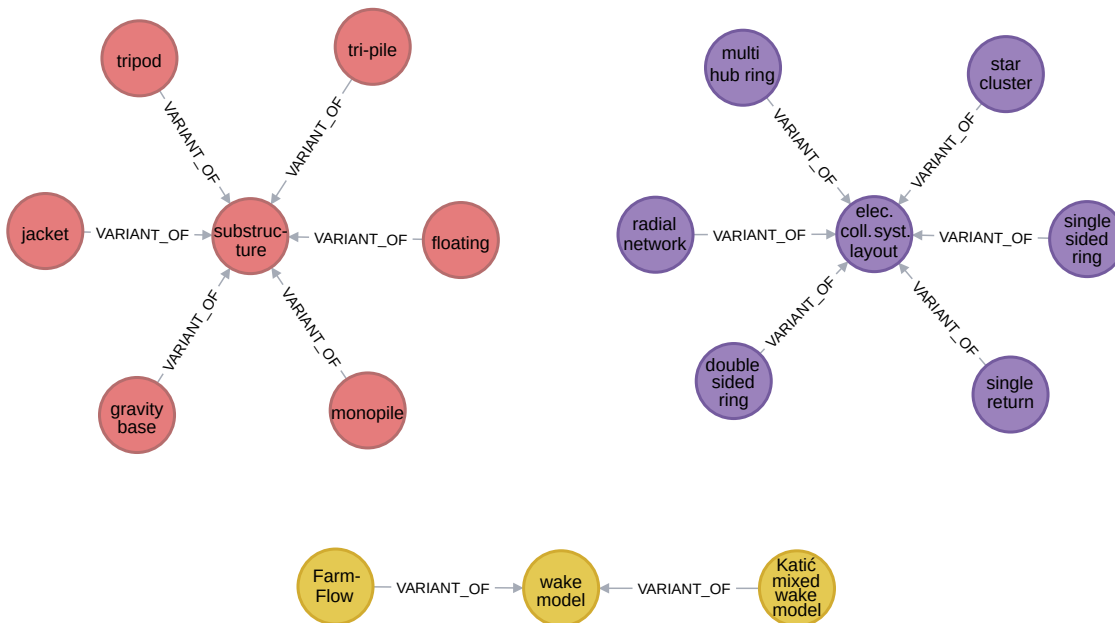 tripod
tri-pile
VARIANT_OF
VARIANT_OF
jacket
VARIANT_OF
substruc-
ture
VARIANT_OF
floating
VARIANT_OF
VARIANT_OF
gravity
base
monopile
multi
hub ring
star
cluster
VARIANT_OF
VARIANT_OF
radial
network
VARIANT_OF
elec.
coll. syst.
layout
VARIANT_OF
single
sided
ring
VARIANT_OF
VARIANT_OF
double
sided
ring
single
return
Farm-
Flow
VARIANT_OF
wake
model
VARIANT_OF
Katić
mixed
wake
model